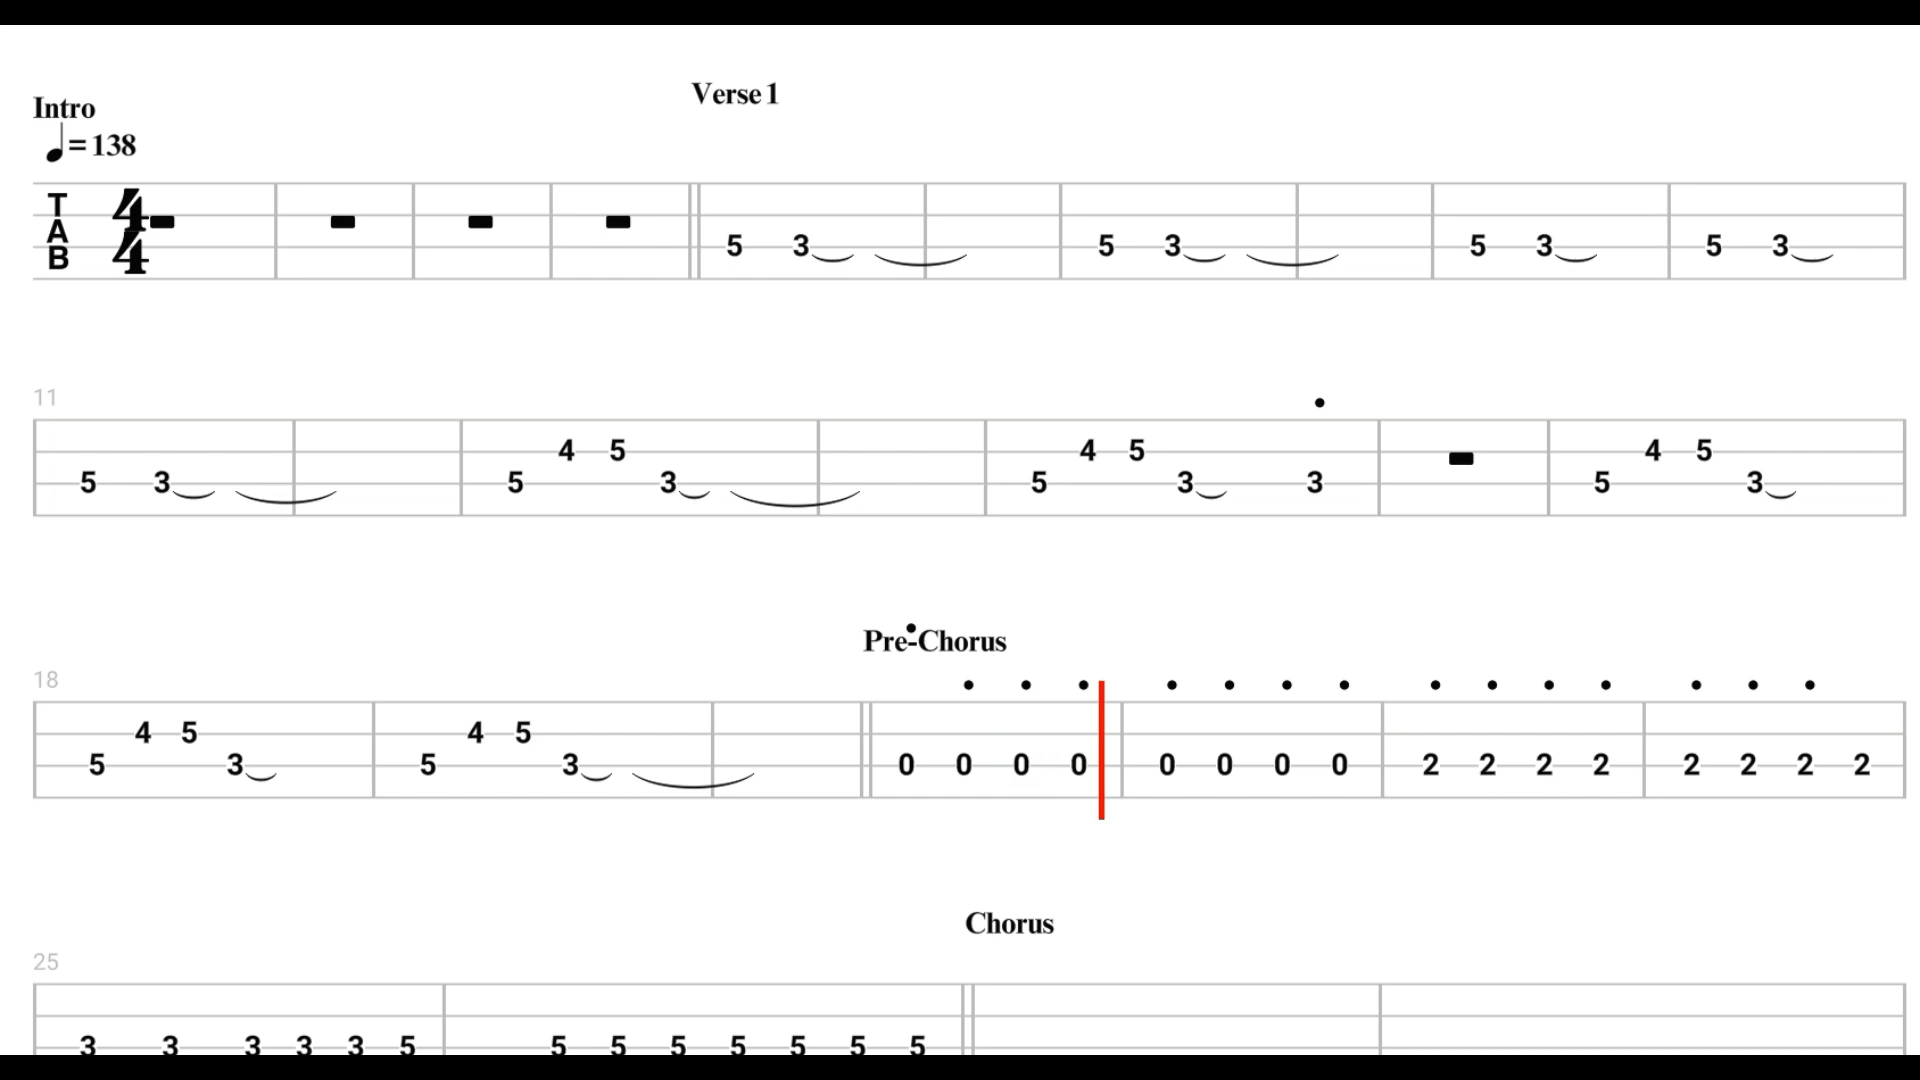 Verse 1
Intro
= 138
T
A
B
4
4
5 3 5 3 5 3 5 3
11
4 5 4 5 4 5
5 3 5 3 5 3 3 5 3
Pre-Chorus
18
4 5 4 5
5 3 5 3 0 0 0 0 0 0 0 0 2 2 2 2 2 2 2 2
Chorus
25
3 3 3 3 3 5 5 5 5 5 5 5 5